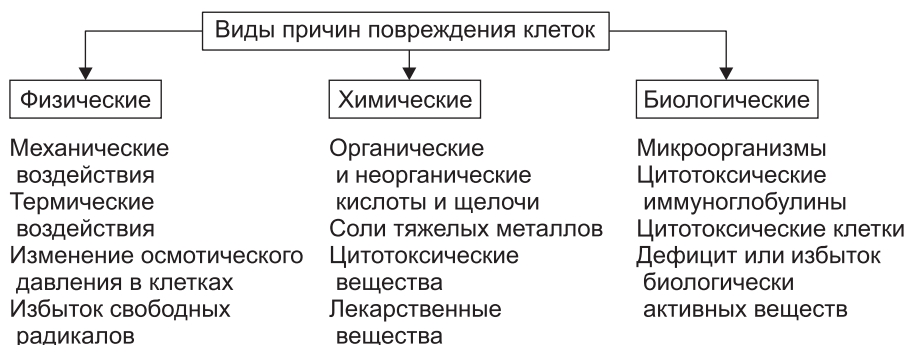 Виды причин повреждения клеток
Физические
Механические
воздействия
Термические
воздействия
Изменение осмотического
давления в клетках
Избыток свободных
радикалов
Химические
Органические
и неорганические
кислоты и щелочи
Соли тяжелых металлов
Цитотоксические
вещества
Лекарственные
вещества
Биологические
Микроорганизмы
Цитотоксические
иммуноглобулины
Цитотоксические клетки
Дефицит или избыток
биологически
активных веществ